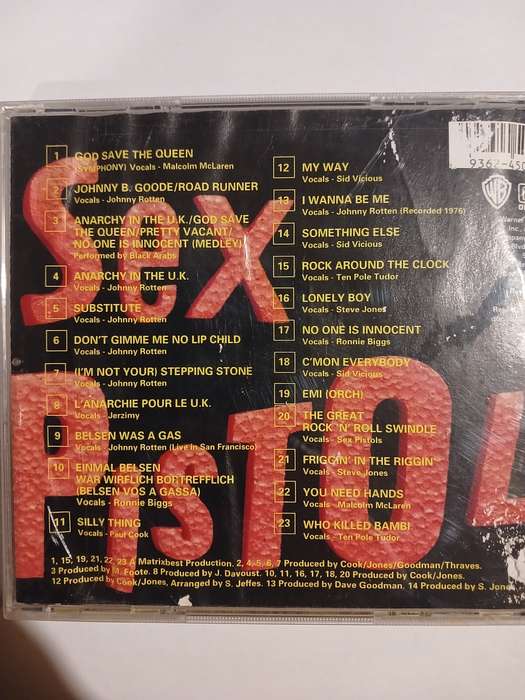 SEX
PISTOL
1 GOD SAVE THE QUEEN
(SYMPHONY) Vocals - Malcolm McLaren
2 JOHNNY B. GOODE/ROAD RUNNER
Vocals - Johnny Rotten
3 ANARCHY IN THE U.K./GOD SAVE
THE QUEEN/PRETTY VACANT/
NO ONE IS INNOCENT (MEDLEY)
Performed by Black Arabs
4 ANARCHY IN THE U.K.
Vocals - Johnny Rotten
5 SUBSTITUTE
Vocals - Johnny Rotten
6 DON'T GIMME ME NO LIP CHILD
Vocals - Johnny Rotten
7 (I'M NOT YOUR) STEPPING STONE
Vocals - Johnny Rotten
8 L'ANARCHIE POUR LE U.K.
Vocals - Jerzimy
9 BELSEN WAS A GAS
Vocals - Johnny Rotten (Live in San Francisco)
10 EINMAL BELSEN
WAR WIRFLICH BORTREFFLICH
(BELSEN VOS A GASSA)
Vocals - Ronnie Biggs
11 SILLY THING
Vocals - Paul Cook
12 MY WAY
Vocals - Sid Vicious
13 I WANNA BE ME
Vocals - Johnny Rotten (Recorded 1976)
14 SOMETHING ELSE
Vocals - Sid Vicious
15 ROCK AROUND THE CLOCK
Vocals - Ten Pole Tudor
16 LONELY BOY
Vocals - Steve Jones
17 NO ONE IS INNOCENT
Vocals - Ronnie Biggs
18 C'MON EVERYBODY
Vocals - Sid Vicious
19 EMI (ORCH)
20 THE GREAT
ROCK 'N' ROLL SWINDLE
Vocals - Sex Pistols
21 FRIGGIN' IN THE RIGGIN'
Vocals - Steve Jones
22 YOU NEED HANDS
Vocals - Malcolm McLaren
23 WHO KILLED BAMBI
Vocals - Ten Pole Tudor
1, 15, 19, 21, 22, 23 A Matrixbest Production. 2, 4, 5, 6, 7 Produced by Cook/Jones/Goodman/Thraves.
3 Produced by M. Foote. 8 Produced by J. Davoust. 10, 11, 16, 17, 18, 20 Produced by Cook/Jones.
12 Produced by Cook/Jones, Arranged by S. Jeffes. 13 Produced by Dave Goodman. 14 Produced by S. Jones
9362-45
Warner
Inc.